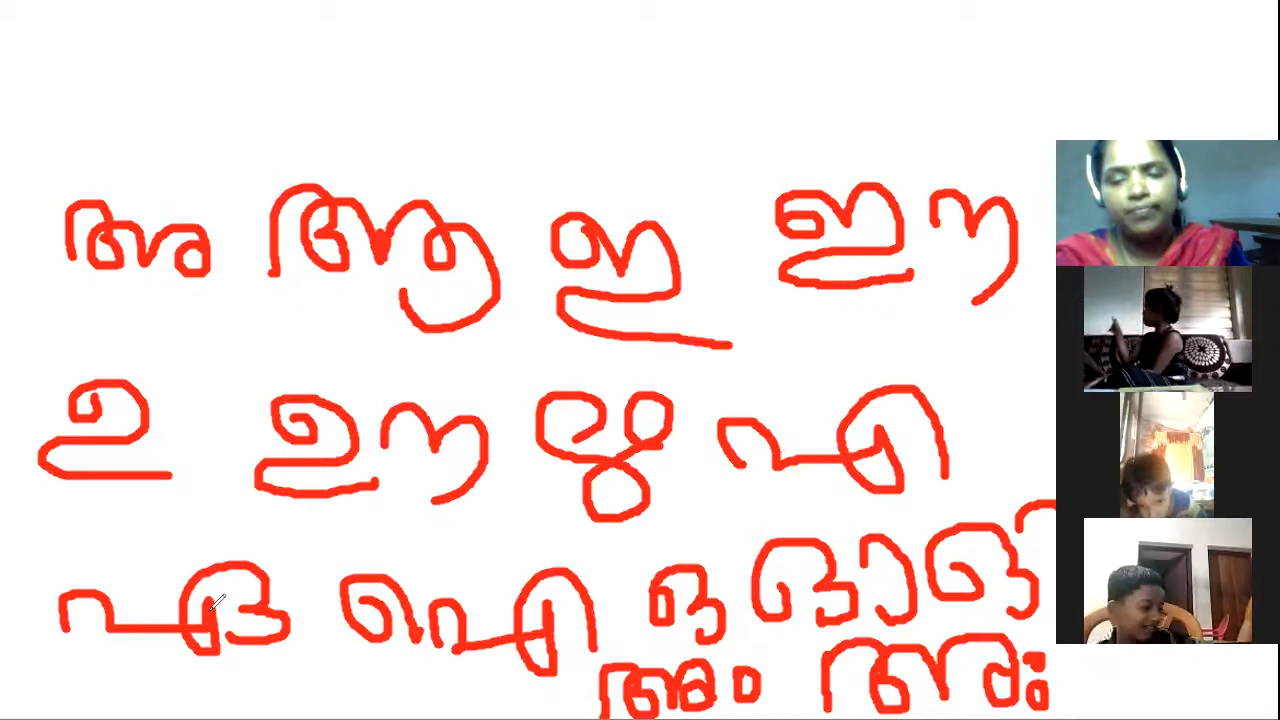 അ ആ ഇ ഈ
ഉ ഊ ഋ എ
ഏ ഐ ഒ ഓ ഔ
അം അഃ